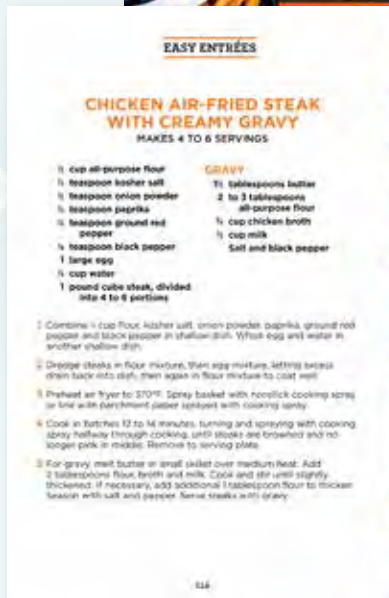 EASY ENTRÉES
CHICKEN AIR-FRIED STEAK
WITH CREAMY GRAVY
MAKES 4 TO 6 SERVINGS
cup all-purpose flour
teaspoon kosher salt
teaspoon onion powder
teaspoon paprika
teaspoon ground red
pepper
teaspoon black pepper
1 large egg
cup water
1 pound cube steak, divided
into 4 to 6 portions
GRAVY
tablespoons butter
2 to 3 tablespoons
all-purpose flour
cup chicken broth
cup milk
Salt and black pepper
1 Combine cup flour, kosher salt, onion powder, paprika, ground red
pepper and black pepper in shallow dish. Whisk egg and water in
another shallow dish.
2 Dredge steaks in flour mixture, then egg mixture, letting excess
drain back into dish, then again in flour mixture to coat well.
3 Preheat air fryer to 370°F. Spray basket with nonstick cooking spray
or line with parchment paper sprayed with cooking spray.
4 Cook in batches 12 to 14 minutes, turning and spraying with cooking
spray halfway through cooking, until steaks are browned and no
longer pink in middle. Remove to serving plate.
5 For gravy, melt butter in small skillet over medium heat. Add
2 tablespoons flour, broth and milk. Cook and stir until slightly
thickened. If necessary, add additional 1 tablespoon flour to thicken.
Season with salt and pepper. Serve steaks with gravy.